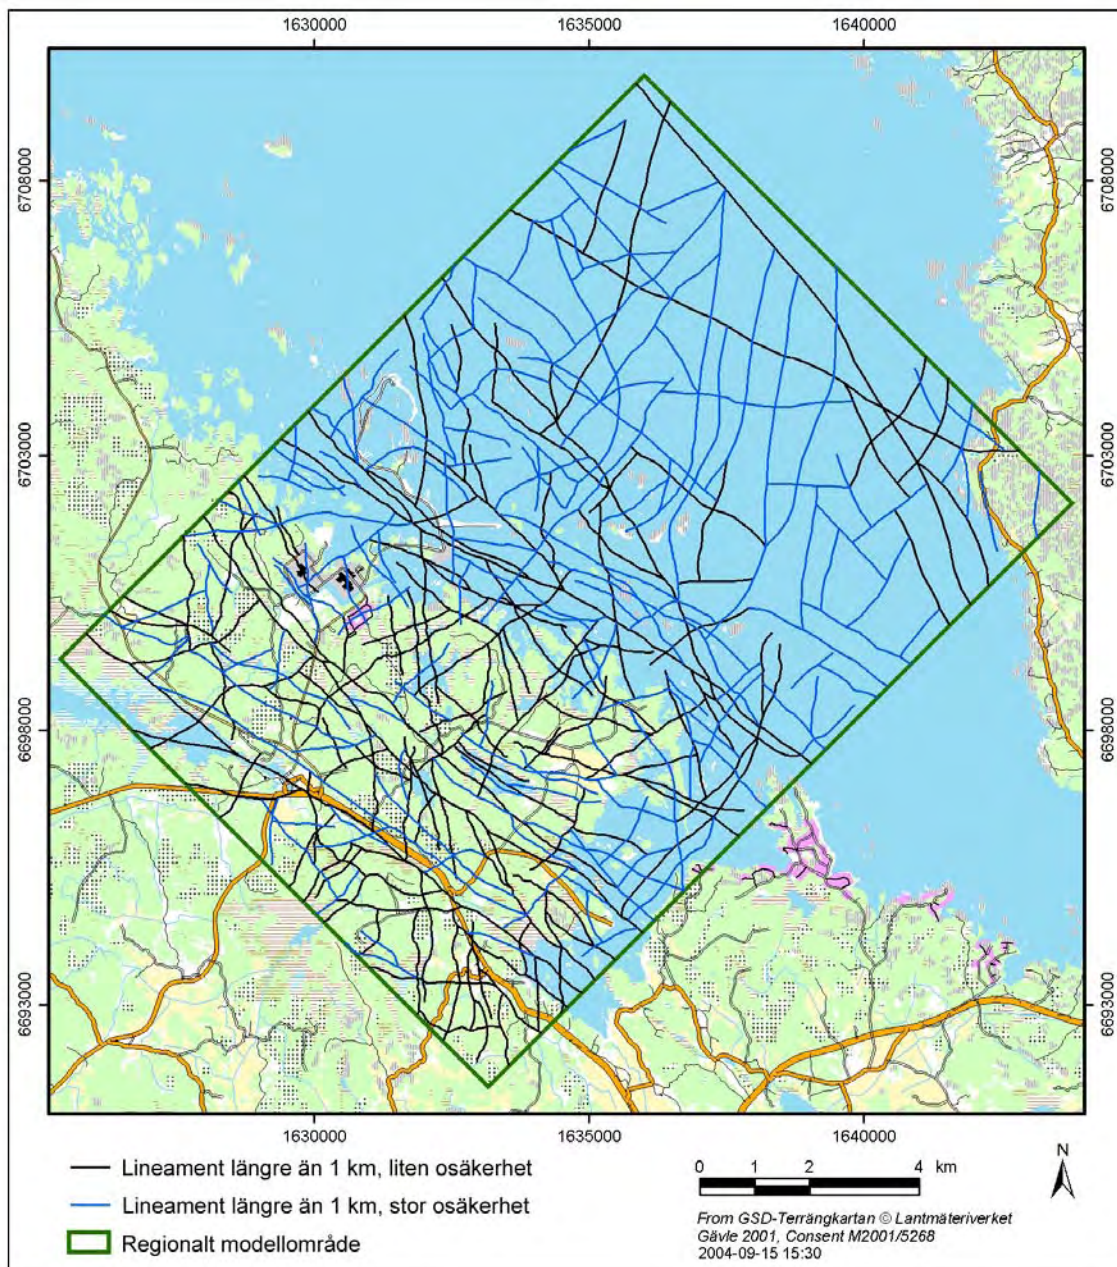 1630000
1635000
1640000
6708000
6708000
6703000
6703000
6698000
6698000
6693000
6693000
1630000
1635000
1640000
Lineament längre än 1 km, liten osäkerhet
Lineament längre än 1 km, stor osäkerhet
Regionalt modellområde
0 1 2 4 km
N
From GSD-Terrängkartan © Lantmäteriverket
Gävle 2001, Consent M2001/5268
2004-09-15 15:30